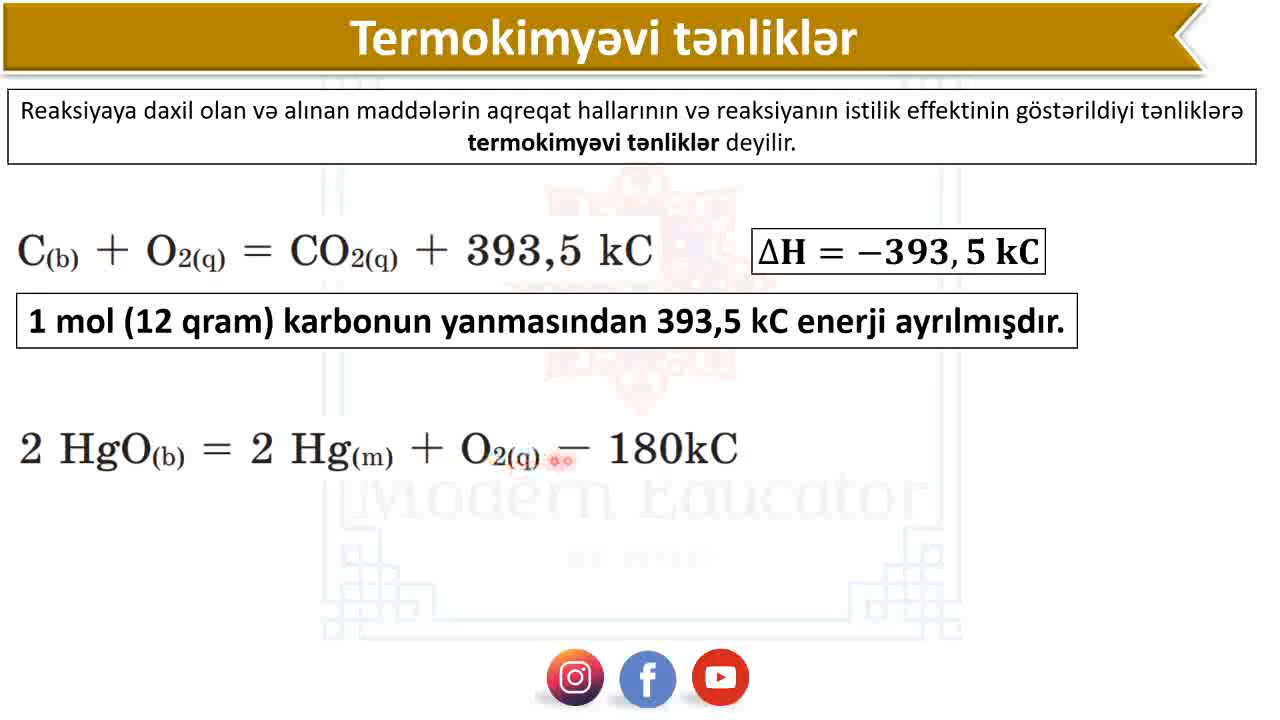 Termokimyəvi tənliklər
Reaksiyaya daxil olan və alınan maddələrin aqreqat hallarının və reaksiyanın istilik effektinin göstərildiyi tənliklərə
termokimyəvi tənliklər deyilir.
C(b) + O2(q) = CO2(q) + 393,5 kC
∆H = −393, 5 kC
1 mol (12 qram) karbonun yanmasından 393,5 kC enerji ayrılmışdır.
2 HgO(b) = 2 Hg(m) + O2(q) − 180kC
Modern Educator